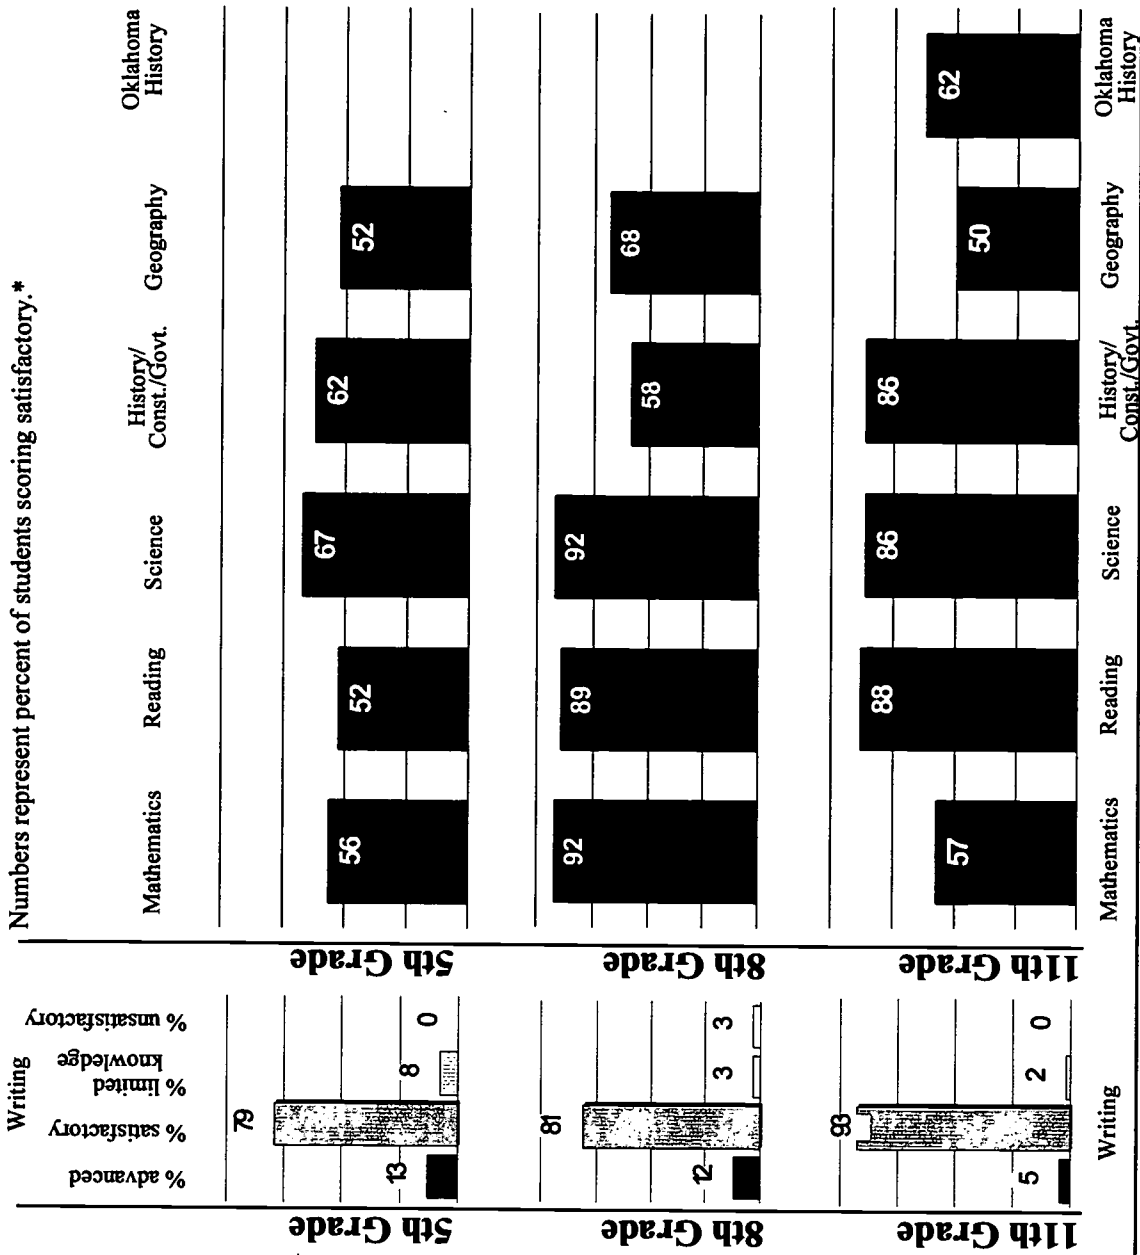 Numbers represent percent of students scoring satisfactory.*
Writing
% advanced
% satisfactory
% limited
knowledge
% unsatisfactory
Mathematics
Reading
Science
History/
Const./Govt.
Geography
Oklahoma
History
5th Grade
13
79
8
0
5th Grade
56
52
67
62
52
8th Grade
12
81
3
3
8th Grade
92
89
92
58
68
11th Grade
5
93
2
0
11th Grade
57
88
86
86
50
62
Writing
Mathematics
Reading
Science
History/
Const./Govt.
Geography
Oklahoma
History